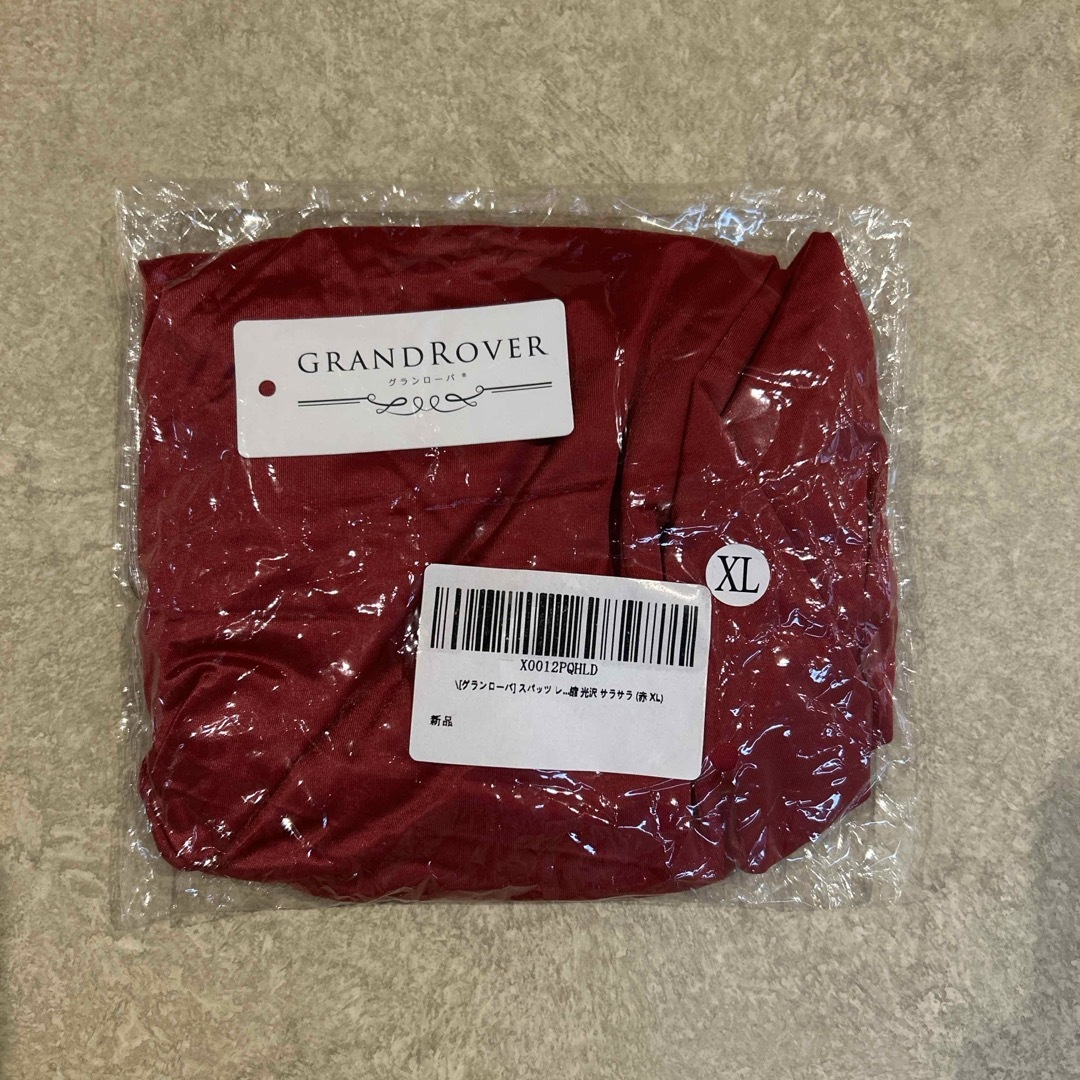 GRANDROVER
グランローバ ®
XL
X0012PQHLD
\[グランローバ] スパッツ レ... 光沢 サラサラ (赤 XL)
新品